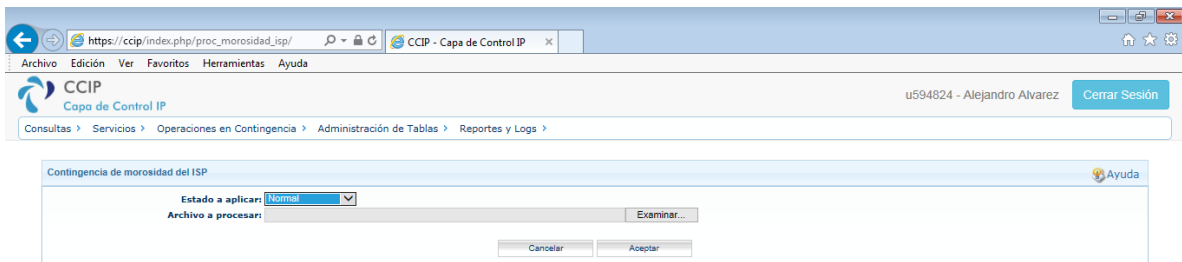 https://ccip/index.php/proc_morosidad_isp/ CCIP - Capa de Control IP
Archivo Edición Ver Favoritos Herramientas Ayuda
CCIP
Capa de Control IP
u594824 - Alejandro Alvarez Cerrar Sesión
Consultas > Servicios > Operaciones en Contingencia > Administración de Tablas > Reportes y Logs >
Contingencia de morosidad del ISP Ayuda
Estado a aplicar: Normal
Archivo a procesar: Examinar...
Cancelar Aceptar